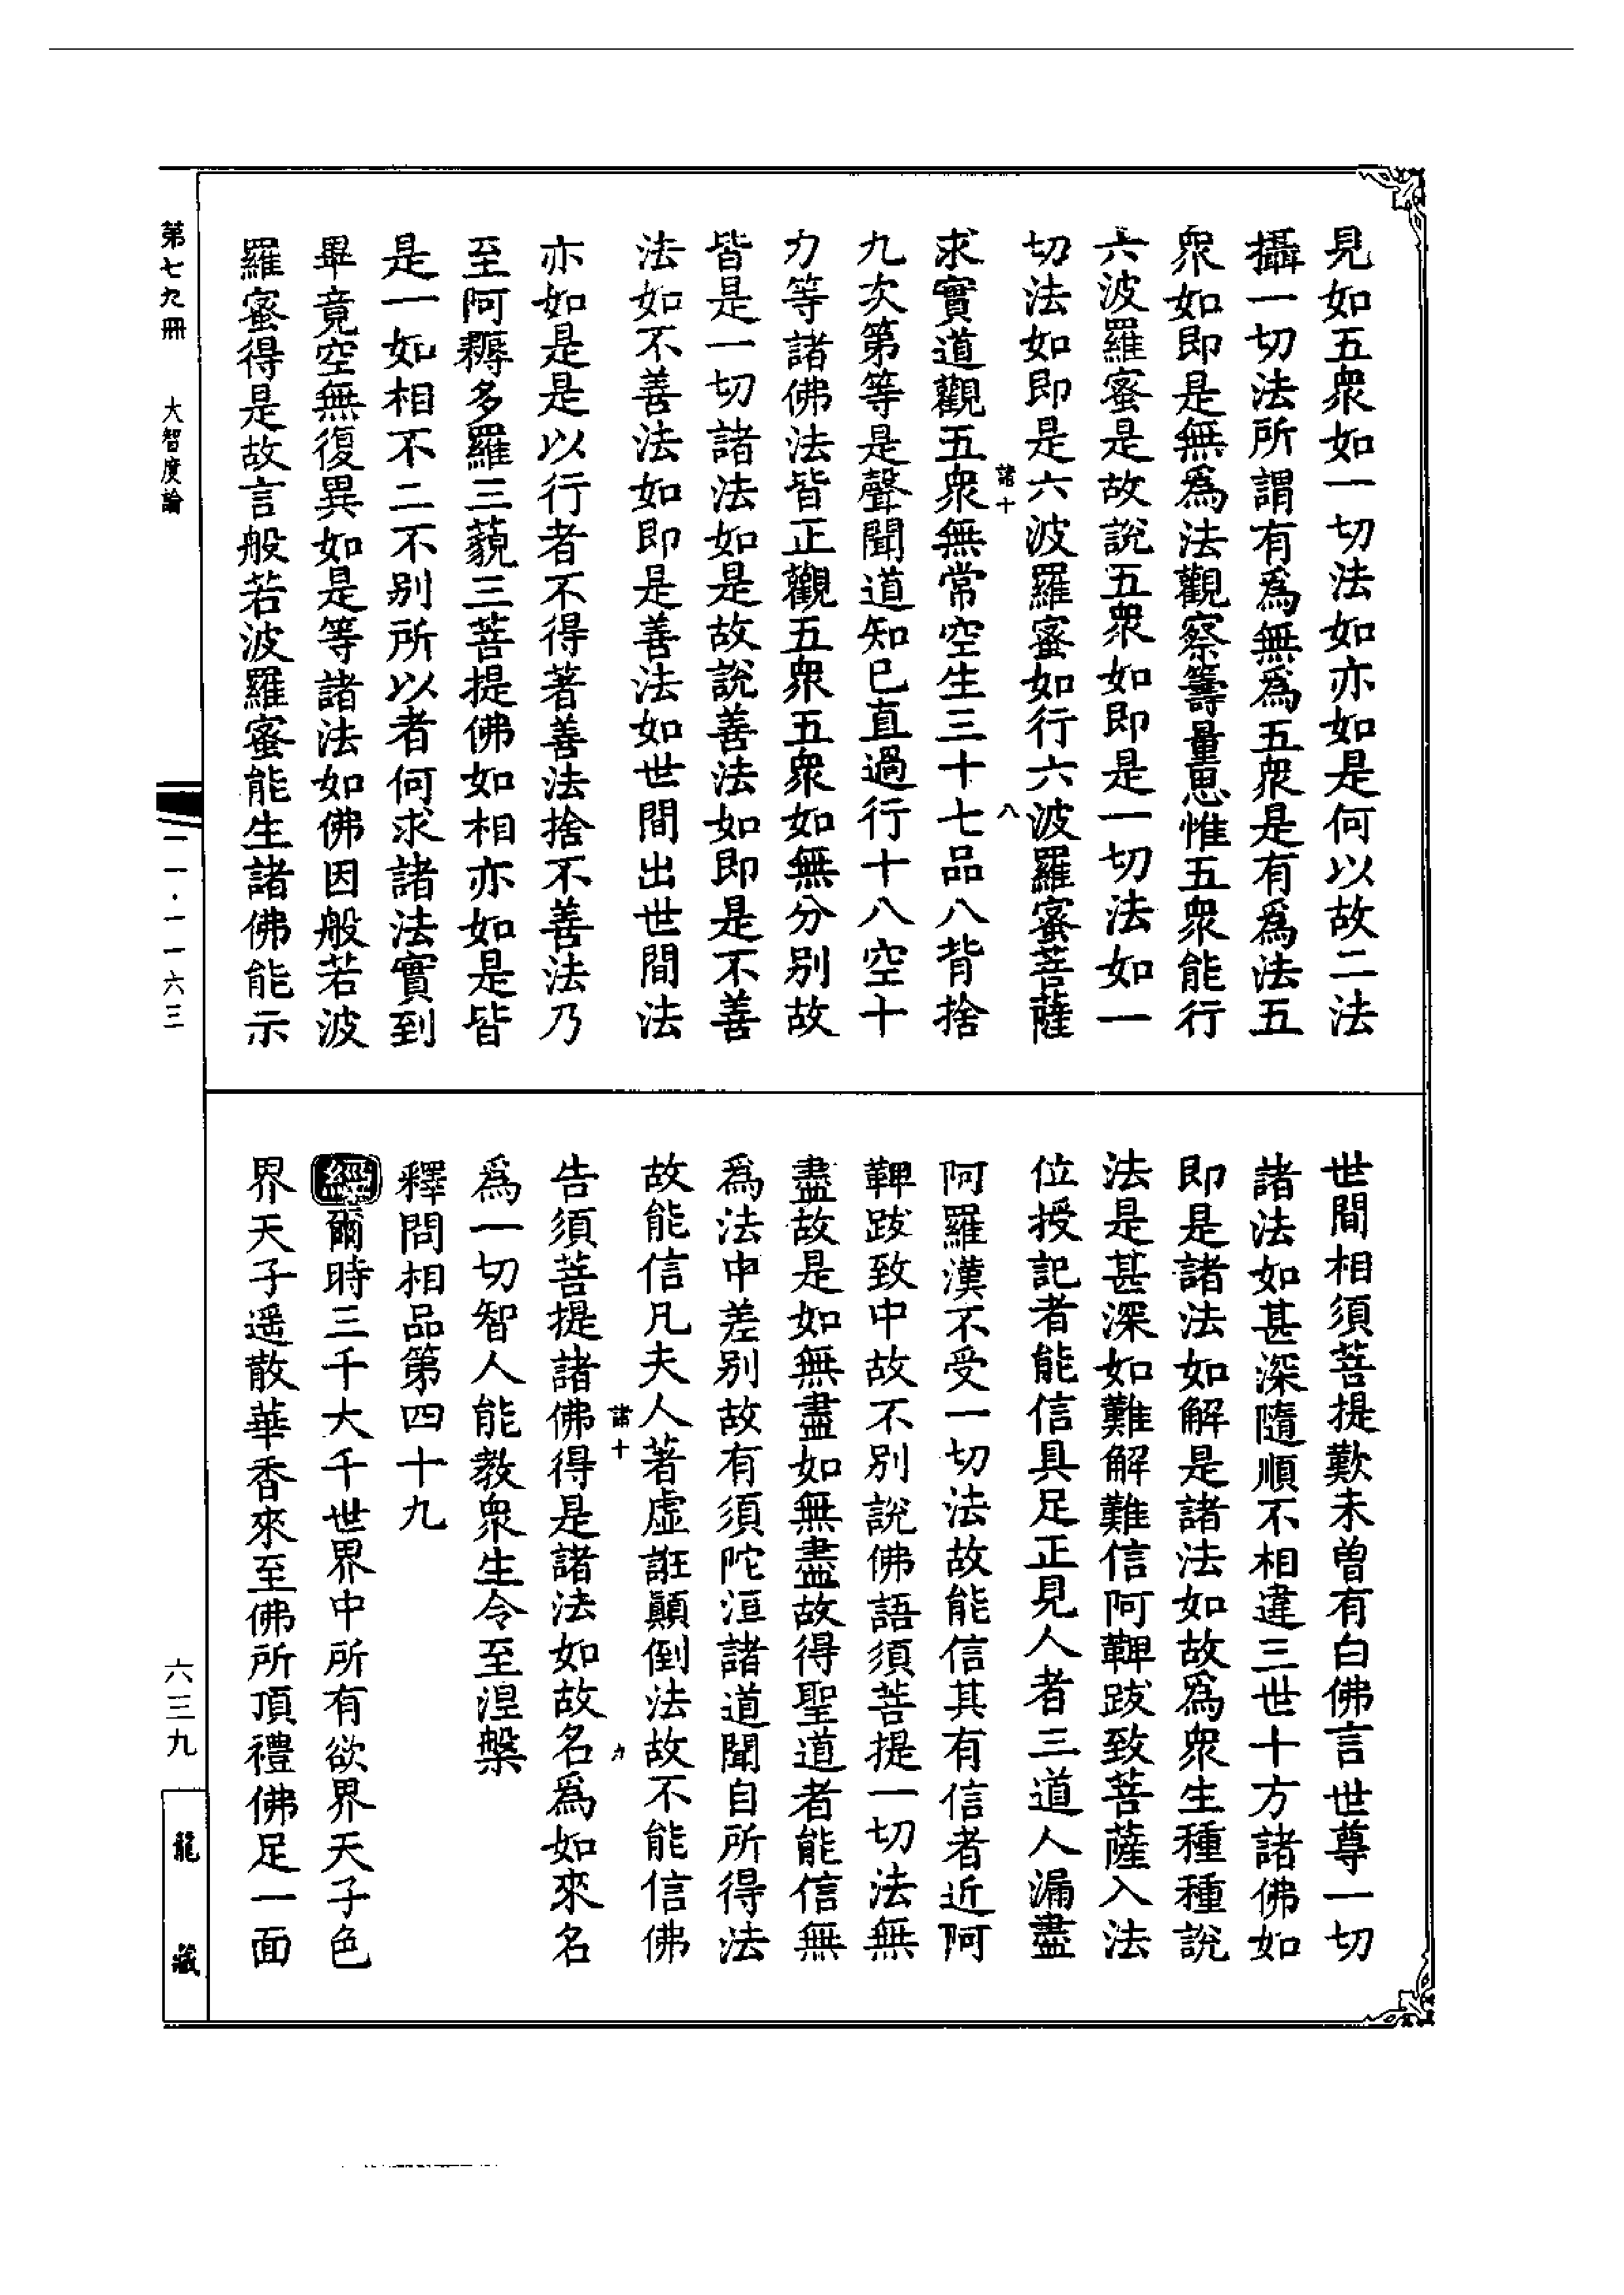 見如五衆如一切法如亦如是何以故二法
攝一切法所謂有爲無爲五衆是有爲法五
衆如即是無爲法觀察籌量思惟五衆能行
六波羅蜜是故說五衆如即是一切法如一
切法如即是六波羅蜜如行六波羅蜜菩薩
諸十
八
求實道觀五衆無常空生三十七品八背捨
九次第等是聲聞道知已直過行十八空十
力等諸佛法皆正觀五衆五衆如無分別故
皆是一切諸法如是故說善法如即是不善
法如不善法如即是善法如世間出世間法
亦如是是以行者不得著善法捨不善法乃
至阿耨多羅三藐三菩提佛如相亦如是皆
是一如相不二不別所以者何求諸法實到
畢竟空無復異如是等諸法如佛因般若波
羅蜜得是故言般若波羅蜜能生諸佛能示
世間相須菩提歎未曾有白佛言世尊一切
諸法如甚深隨順不相違三世十方諸佛如
即是諸法如解是諸法如故爲衆生種種說
法是甚深如難解難信阿鞞跋致菩薩入法
位授記者能信具足正見人者三道人漏盡
阿羅漢不受一切法故能信其有信者近阿
鞞跋致中故不別說佛語須菩提一切法無
盡故是如無盡如無盡故得聖道者能信無
爲法中差別故有須陀洹諸道聞自所得法
故能信凡夫人著虛誑顛倒法故不能信佛
諸十
九
告須菩提諸佛得是諸法如故名爲如來名
爲一切智人能教衆生令至涅槃
釋問相品第四十九
經爾時三千大千世界中所有欲界天子色
界天子遥散華香來至佛所頂禮佛足一面
第七九冊
大智度論
一一·一一六三
六三九
龍藏